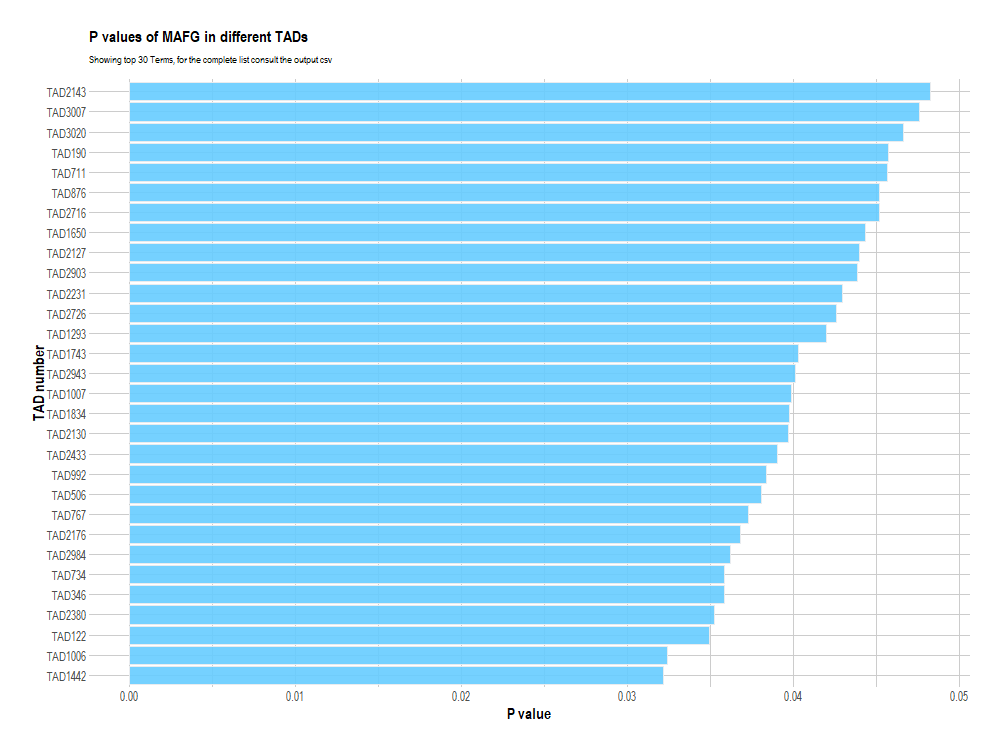 P values of MAFG in different TADs
Showing top 30 Terms, for the complete list consult the output csv
TAD2143
TAD3007
TAD3020
TAD190
TAD711
TAD876
TAD2716
TAD1650
TAD2127
TAD2903
TAD2231
TAD2726
TAD1293
TAD1743
TAD2943
TAD1007
TAD1834
TAD2130
TAD2433
TAD992
TAD506
TAD767
TAD2176
TAD2984
TAD734
TAD346
TAD2380
TAD122
TAD1006
TAD1442
TAD number
0.00 0.01 0.02 0.03 0.04 0.05
P value